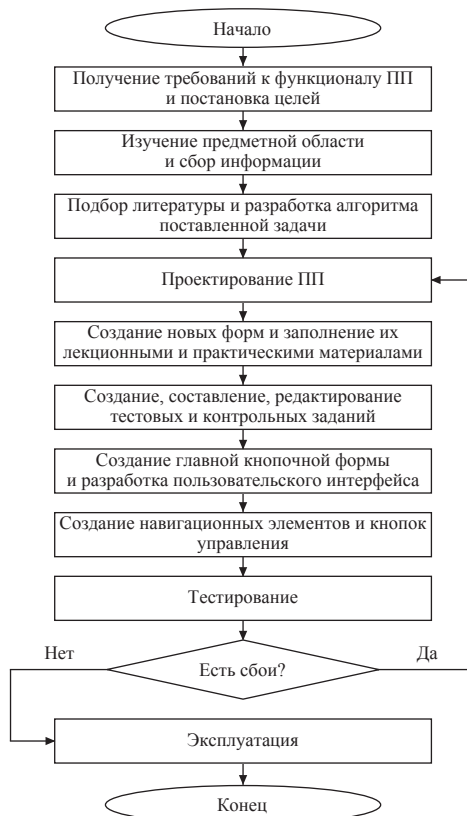 Начало
Получение требований к функционалу ПП
и постановка целей
Изучение предметной области
и сбор информации
Подбор литературы и разработка алгоритма
поставленной задачи
Проектирование ПП
Создание новых форм и заполнение их
лекционными и практическими материалами
Создание, составление, редактирование
тестовых и контрольных заданий
Создание главной кнопочной формы
и разработка пользовательского интерфейса
Создание навигационных элементов и кнопок
управления
Тестирование
Нет
Есть сбои?
Да
Эксплуатация
Конец